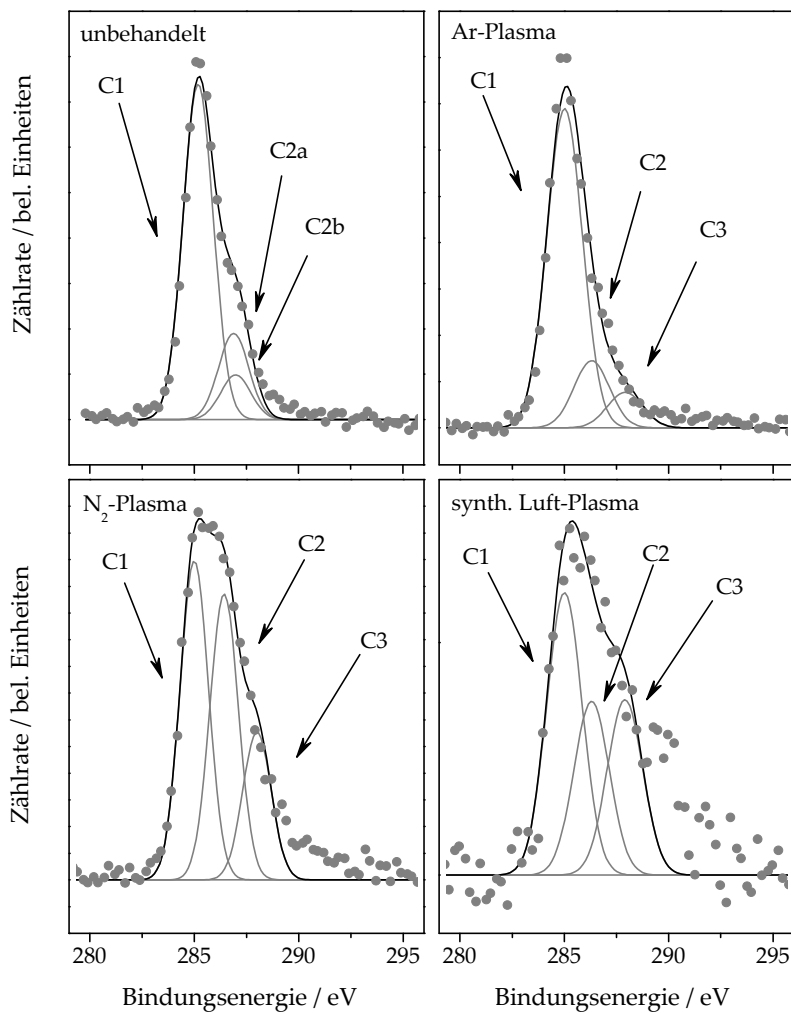 unbehandelt
C1
C2a
C2b
Ar-Plasma
C1
C2
C3
Zählrate / bel. Einheiten
N₂-Plasma
C1
C2
C3
synth. Luft-Plasma
C1
C2
C3
Zählrate / bel. Einheiten
280 285 290 295
280 285 290 295
Bindungsenergie / eV
Bindungsenergie / eV